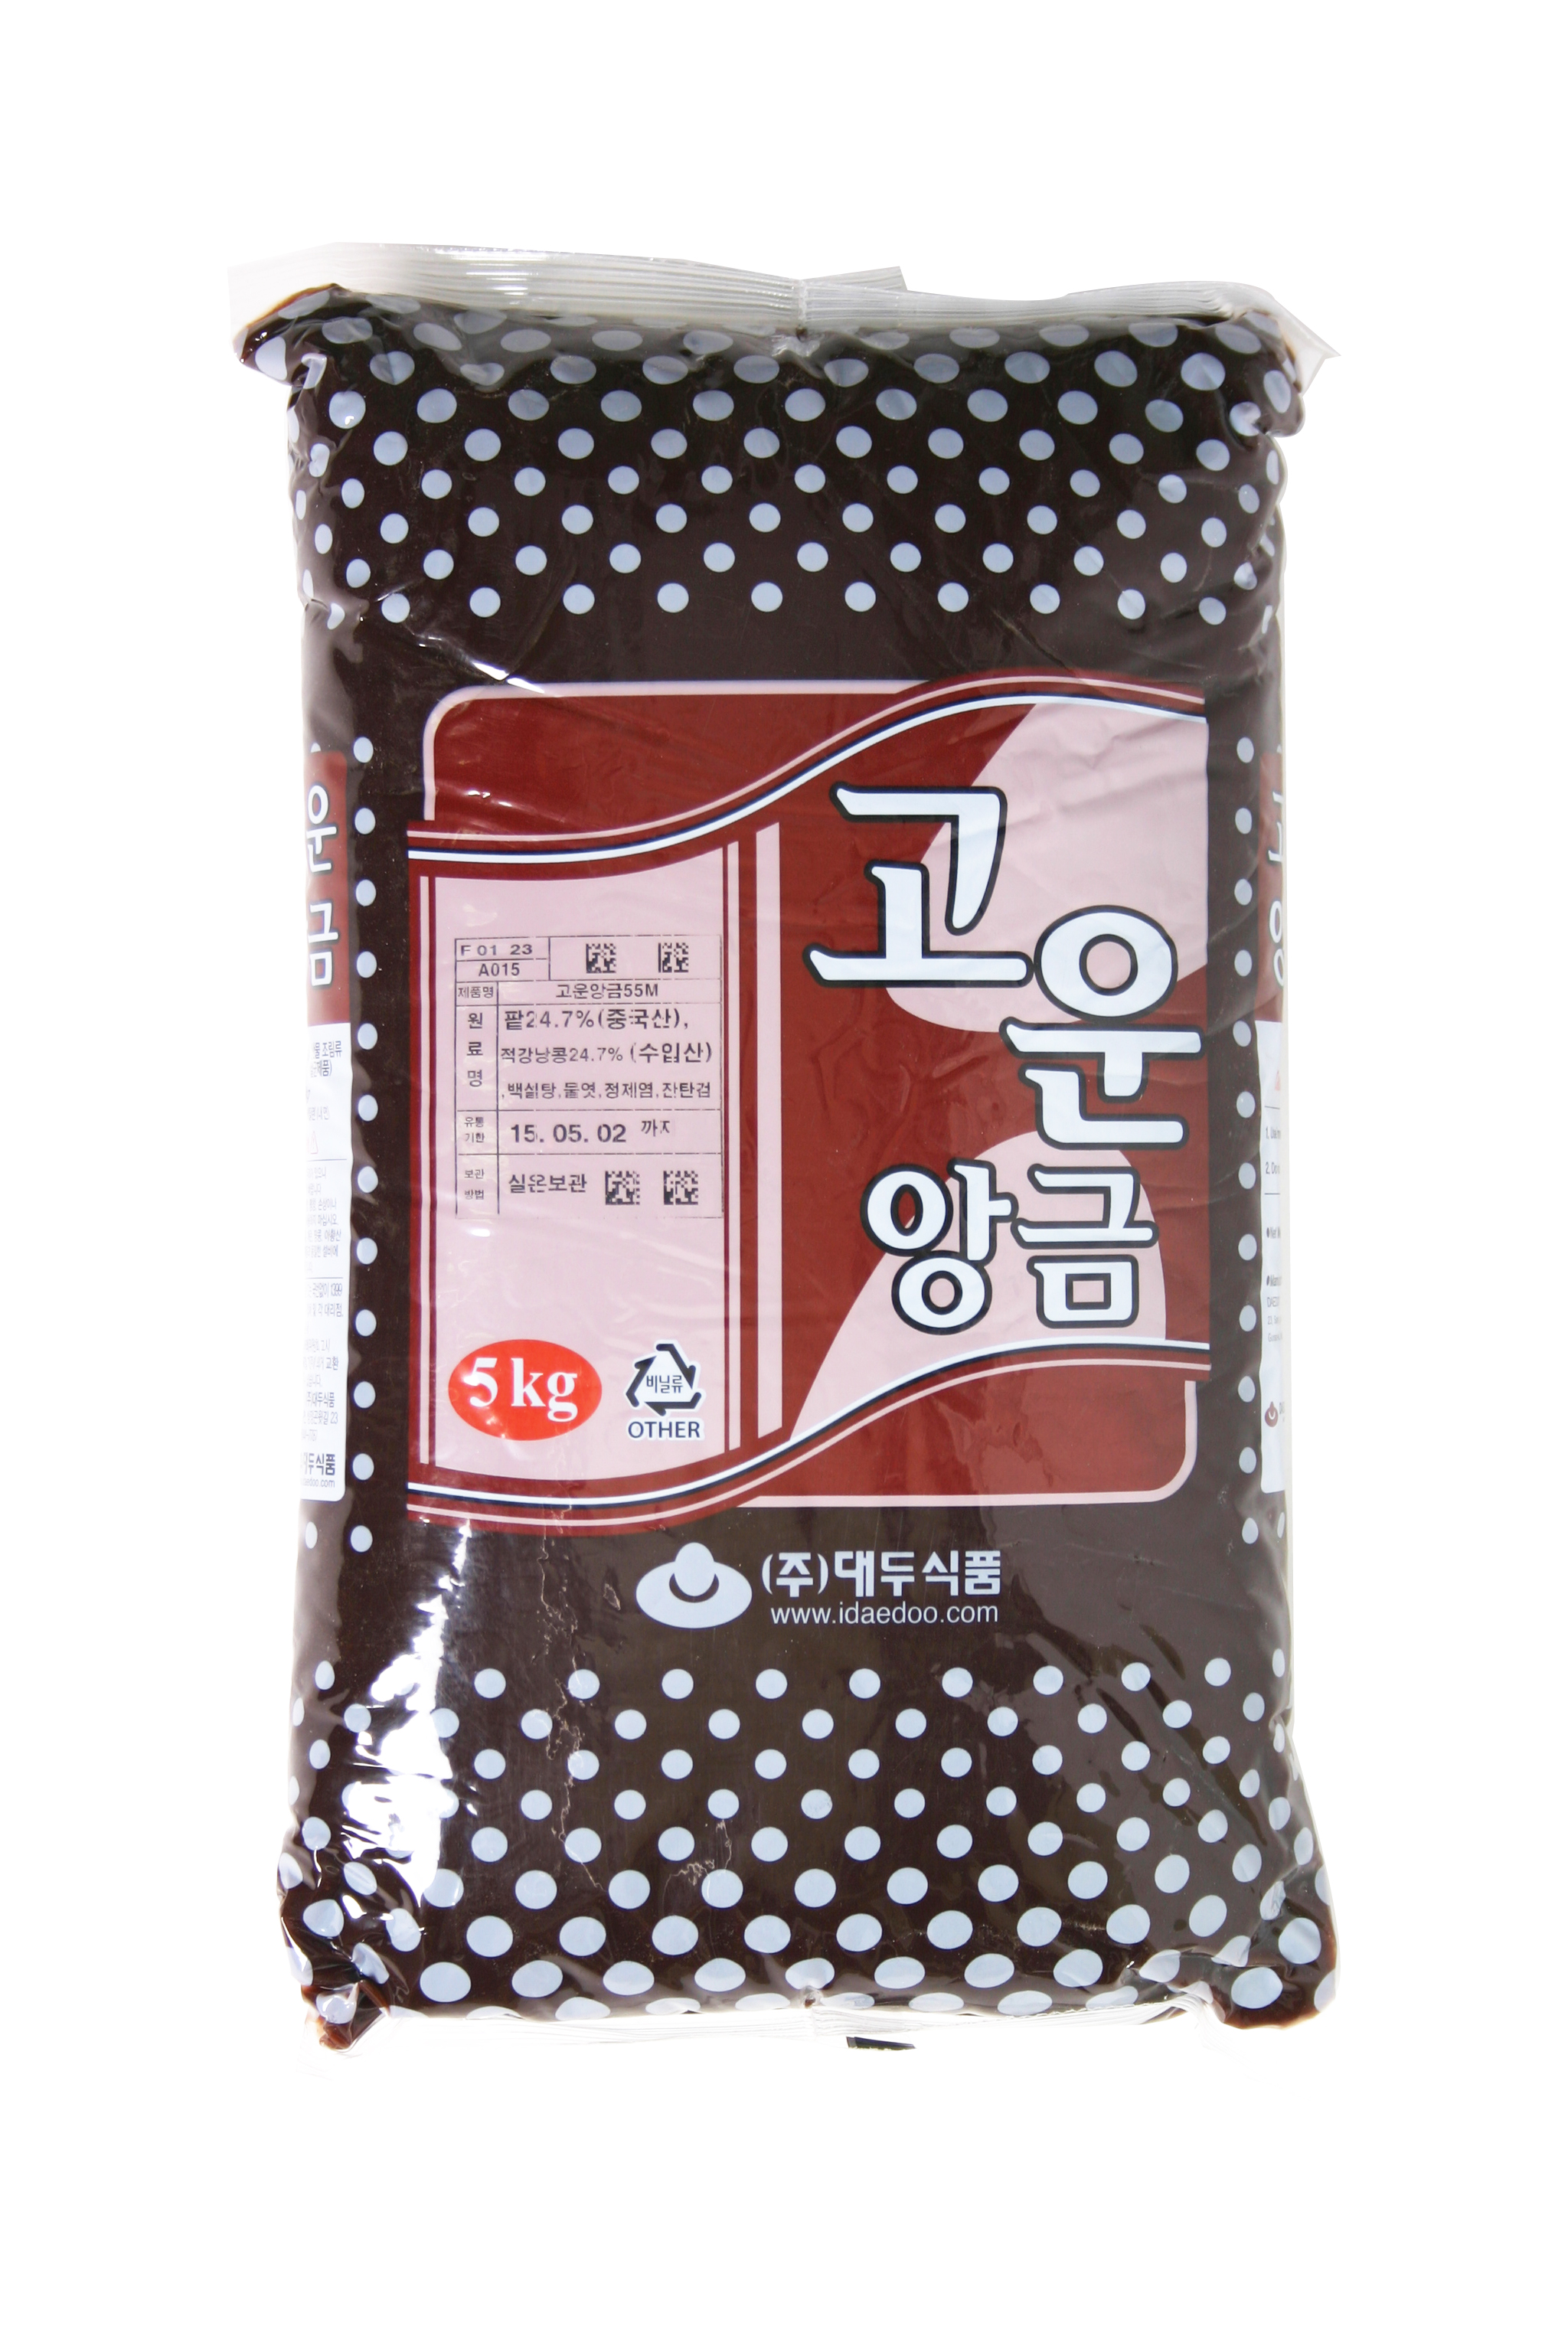 고운
앙금
F 01 23
A015
제품명 고운앙금55M
원료명 팥24.7%(중국산),
적강낭콩24.7% (수입산)
,백설탕,물엿,정제염,잔탄검
유통기한 15. 05. 02 까지
보관방법 실온보관
5 kg
비닐류
OTHER
(주)대두식품
www.idaedoo.com
운
금